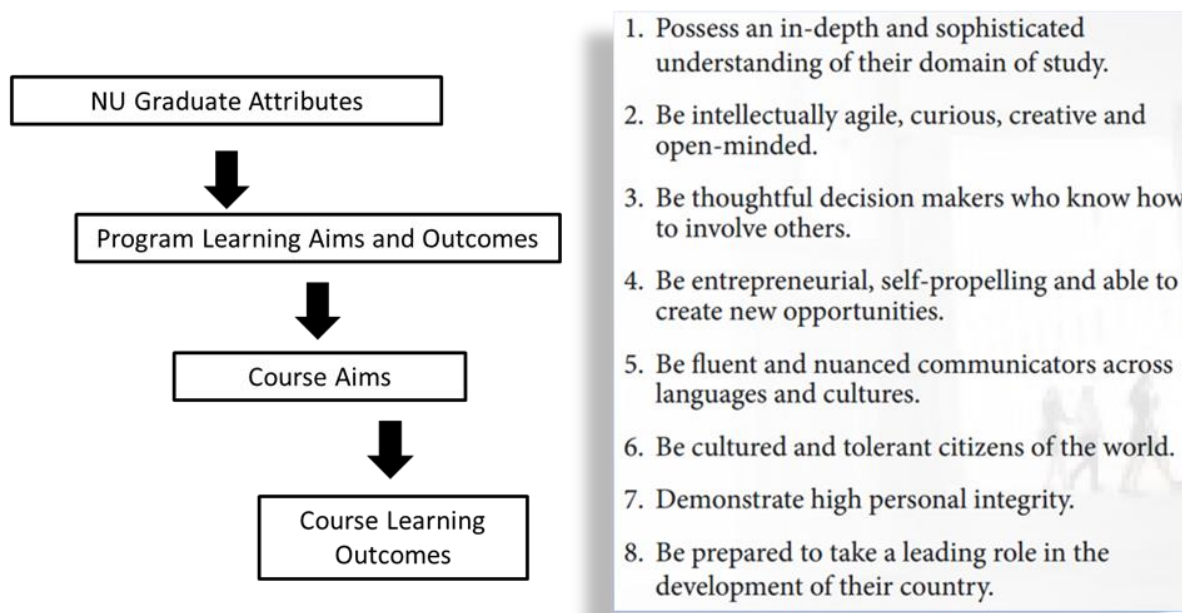 NU Graduate Attributes
Program Learning Aims and Outcomes
Course Aims
Course Learning
Outcomes
1. Possess an in-depth and sophisticated
understanding of their domain of study.
2. Be intellectually agile, curious, creative and
open-minded.
3. Be thoughtful decision makers who know how
to involve others.
4. Be entrepreneurial, self-propelling and able to
create new opportunities.
5. Be fluent and nuanced communicators across
languages and cultures.
6. Be cultured and tolerant citizens of the world.
7. Demonstrate high personal integrity.
8. Be prepared to take a leading role in the
development of their country.